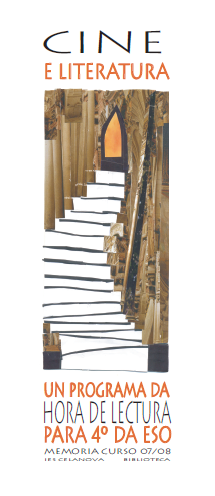 CINE
E LITERATURA
UN PROGRAMA DA
HORA DE LECTURA
PARA 4º DA ESO
MEMORIA CURSO 07/08
IES CELANOVA BIBLIOTECA